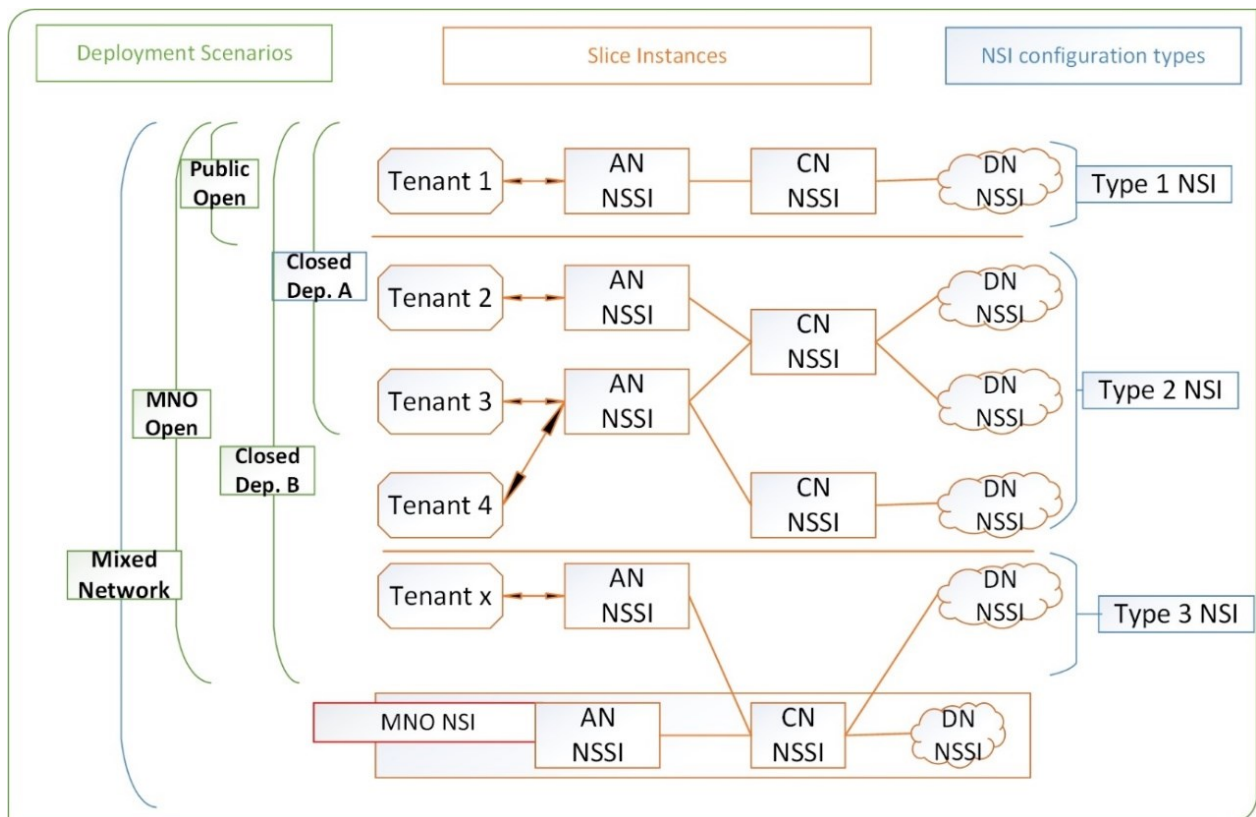 Deployment Scenarios
Slice Instances
NSI configuration types
Public
Open
Tenant 1
AN
NSSI
CN
NSSI
DN
NSSI
Type 1 NSI
Closed
Dep. A
Tenant 2
AN
NSSI
CN
NSSI
DN
NSSI
MNO
Open
Tenant 3
AN
NSSI
DN
NSSI
Type 2 NSI
Closed
Dep. B
Tenant 4
CN
NSSI
DN
NSSI
Mixed
Network
Tenant x
AN
NSSI
DN
NSSI
Type 3 NSI
MNO NSI
AN
NSSI
CN
NSSI
DN
NSSI